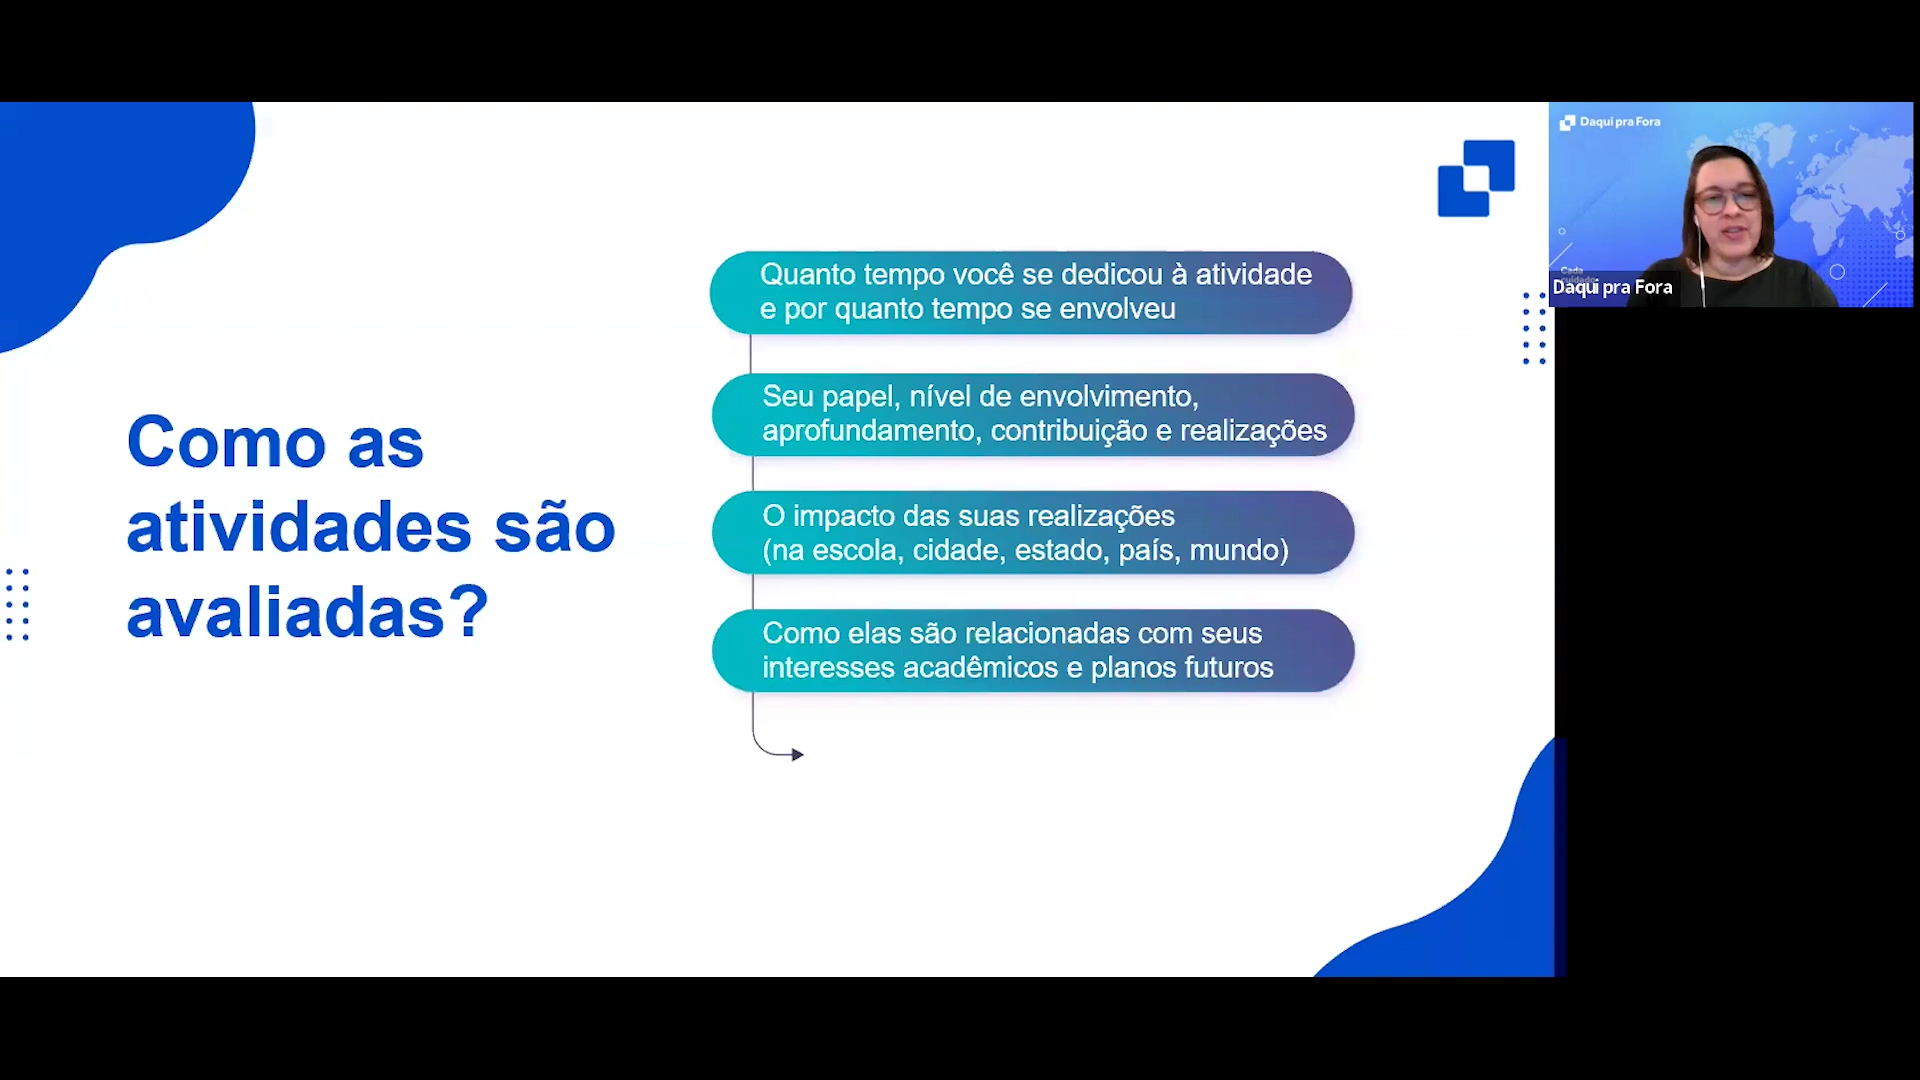 Como as
atividades são
avaliadas?
Quanto tempo você se dedicou à atividade
e por quanto tempo se envolveu
Seu papel, nível de envolvimento,
aprofundamento, contribuição e realizações
O impacto das suas realizações
(na escola, cidade, estado, país, mundo)
Como elas são relacionadas com seus
interesses acadêmicos e planos futuros
Daqui pra Fora
Cada
Daqui pra Fora